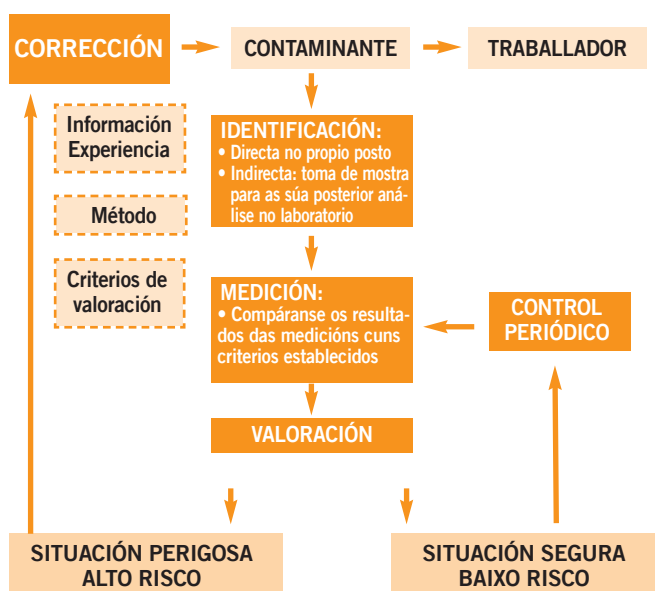 CORRECCIÓN
CONTAMINANTE
TRABALLADOR
Información
Experiencia
Método
Criterios de
valoración
IDENTIFICACIÓN:
• Directa no propio posto
• Indirecta: toma de mostra
para as súa posterior aná-
lise no laboratorio
MEDICIÓN:
• Compáranse os resulta-
dos das medicións cuns
criterios establecidos
CONTROL
PERIÓDICO
VALORACIÓN
SITUACIÓN PERIGOSA
ALTO RISCO
SITUACIÓN SEGURA
BAIXO RISCO